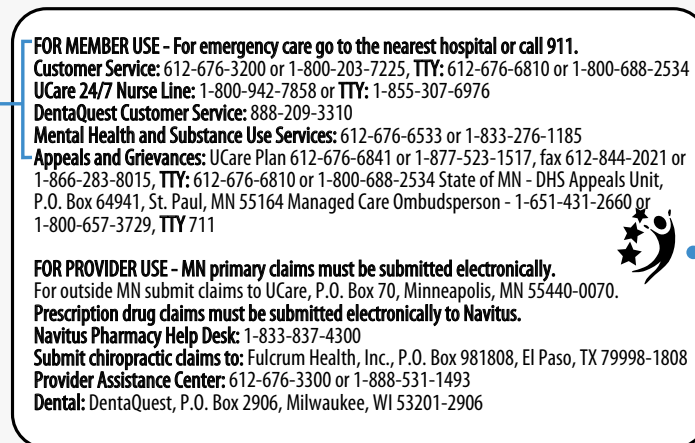 FOR MEMBER USE - For emergency care go to the nearest hospital or call 911.
Customer Service: 612-676-3200 or 1-800-203-7225, TTY: 612-676-6810 or 1-800-688-2534
UCare 24/7 Nurse Line: 1-800-942-7858 or TTY: 1-855-307-6976
DentaQuest Customer Service: 888-209-3310
Mental Health and Substance Use Services: 612-676-6533 or 1-833-276-1185
Appeals and Grievances: UCare Plan 612-676-6841 or 1-877-523-1517, fax 612-844-2021 or
1-866-283-8015, TTY: 612-676-6810 or 1-800-688-2534 State of MN - DHS Appeals Unit,
P.O. Box 64941, St. Paul, MN 55164 Managed Care Ombudsperson - 1-651-431-2660 or
1-800-657-3729, TTY 711
FOR PROVIDER USE - MN primary claims must be submitted electronically.
For outside MN submit claims to UCare, P.O. Box 70, Minneapolis, MN 55440-0070.
Prescription drug claims must be submitted electronically to Navitus.
Navitus Pharmacy Help Desk: 1-833-837-4300
Submit chiropractic claims to: Fulcrum Health, Inc., P.O. Box 981808, El Paso, TX 79998-1808
Provider Assistance Center: 612-676-3300 or 1-888-531-1493
Dental: DentaQuest, P.O. Box 2906, Milwaukee, WI 53201-2906